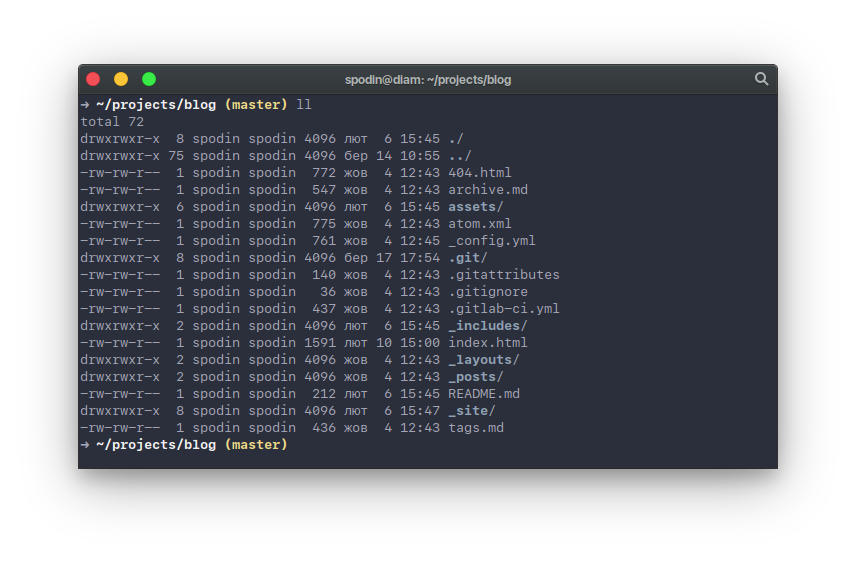 spodin@diam: ~/projects/blog
→ ~/projects/blog (master) ll
total 72
drwxrwxr-x  8 spodin spodin 4096 лют  6 15:45 ./
drwxrwxr-x 75 spodin spodin 4096 бер 14 10:55 ../
-rw-rw-r--  1 spodin spodin  772 жов  4 12:43 404.html
-rw-rw-r--  1 spodin spodin  547 жов  4 12:43 archive.md
drwxrwxr-x  6 spodin spodin 4096 лют  6 15:45 assets/
-rw-rw-r--  1 spodin spodin  775 жов  4 12:43 atom.xml
-rw-rw-r--  1 spodin spodin  761 жов  4 12:45 _config.yml
drwxrwxr-x  8 spodin spodin 4096 бер 17 17:54 .git/
-rw-rw-r--  1 spodin spodin  140 жов  4 12:43 .gitattributes
-rw-rw-r--  1 spodin spodin   36 жов  4 12:43 .gitignore
-rw-rw-r--  1 spodin spodin  437 жов  4 12:43 .gitlab-ci.yml
drwxrwxr-x  2 spodin spodin 4096 лют  6 15:45 _includes/
-rw-rw-r--  1 spodin spodin 1591 лют 10 15:00 index.html
drwxrwxr-x  2 spodin spodin 4096 жов  4 12:43 _layouts/
drwxrwxr-x  2 spodin spodin 4096 жов  4 12:43 _posts/
-rw-rw-r--  1 spodin spodin  212 лют  6 15:45 README.md
drwxrwxr-x  8 spodin spodin 4096 лют  6 15:47 _site/
-rw-rw-r--  1 spodin spodin  436 жов  4 12:43 tags.md
→ ~/projects/blog (master)